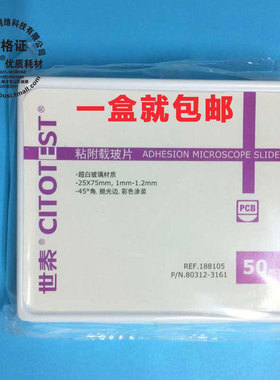 格证
优质耗材
一盒就包邮
世泰® CITOTEST®
粘附载玻片 ADHESION MICROSCOPE SLIDE
-超白玻璃材质
-25X75mm, 1mm-1.2mm
-45°角, 抛光边, 彩色涂装
PCB
REF.188105
P/N.80312-3161
50